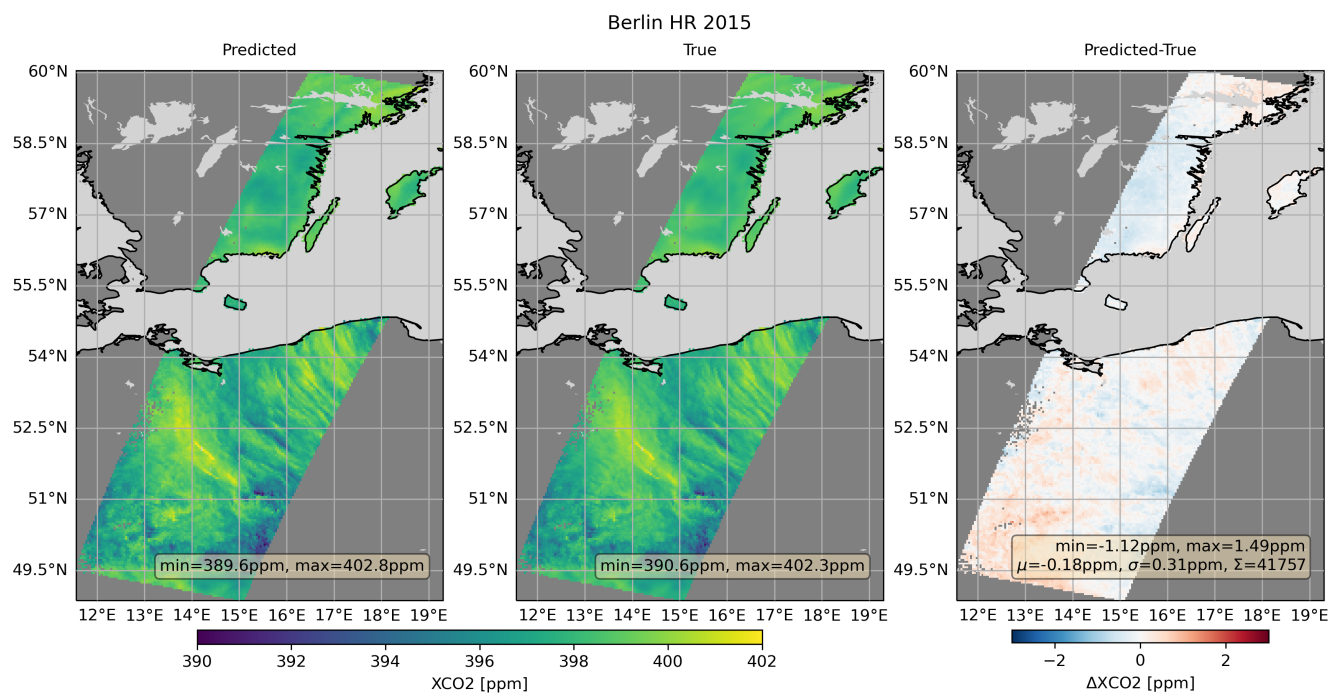 Berlin HR 2015
Predicted
True
Predicted-True
60°N
58.5°N
57°N
55.5°N
54°N
52.5°N
51°N
49.5°N
min=389.6ppm, max=402.8ppm
12°E 13°E 14°E 15°E 16°E 17°E 18°E 19°E
60°N
58.5°N
57°N
55.5°N
54°N
52.5°N
51°N
49.5°N
min=390.6ppm, max=402.3ppm
12°E 13°E 14°E 15°E 16°E 17°E 18°E 19°E
60°N
58.5°N
57°N
55.5°N
54°N
52.5°N
51°N
49.5°N
min=-1.12ppm, max=1.49ppm
μ=-0.18ppm, σ=0.31ppm, Σ=41757
12°E 13°E 14°E 15°E 16°E 17°E 18°E 19°E
390 392 394 396 398 400 402
XCO2 [ppm]
−2 0 2
ΔXCO2 [ppm]